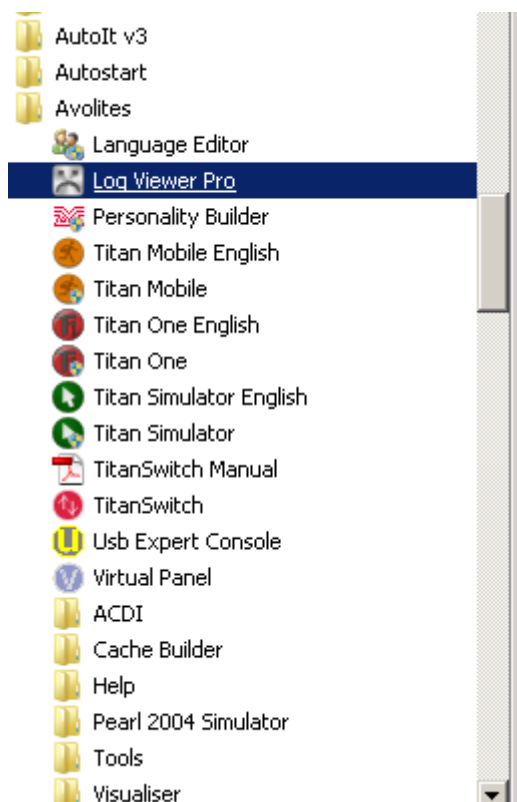 AutoIt v3
Autostart
Avolites
Language Editor
Log Viewer Pro
Personality Builder
Titan Mobile English
Titan Mobile
Titan One English
Titan One
Titan Simulator English
Titan Simulator
TitanSwitch Manual
TitanSwitch
Usb Expert Console
Virtual Panel
ACDI
Cache Builder
Help
Pearl 2004 Simulator
Tools
Visualiser